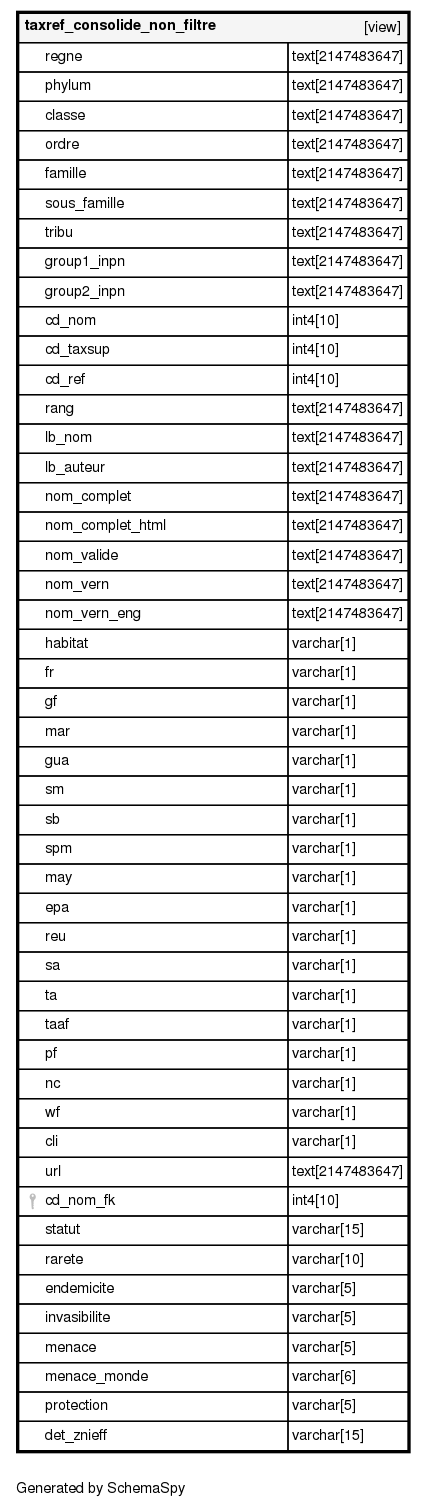 taxref_consolide_non_filtre [view]
regne text[2147483647]
phylum text[2147483647]
classe text[2147483647]
ordre text[2147483647]
famille text[2147483647]
sous_famille text[2147483647]
tribu text[2147483647]
group1_inpn text[2147483647]
group2_inpn text[2147483647]
cd_nom int4[10]
cd_taxsup int4[10]
cd_ref int4[10]
rang text[2147483647]
lb_nom text[2147483647]
lb_auteur text[2147483647]
nom_complet text[2147483647]
nom_complet_html text[2147483647]
nom_valide text[2147483647]
nom_vern text[2147483647]
nom_vern_eng text[2147483647]
habitat varchar[1]
fr varchar[1]
gf varchar[1]
mar varchar[1]
gua varchar[1]
sm varchar[1]
sb varchar[1]
spm varchar[1]
may varchar[1]
epa varchar[1]
reu varchar[1]
sa varchar[1]
ta varchar[1]
taaf varchar[1]
pf varchar[1]
nc varchar[1]
wf varchar[1]
cli varchar[1]
url text[2147483647]
cd_nom_fk int4[10]
statut varchar[15]
rarete varchar[10]
endemicite varchar[5]
invasibilite varchar[5]
menace varchar[5]
menace_monde varchar[6]
protection varchar[5]
det_znieff varchar[15]
Generated by SchemaSpy